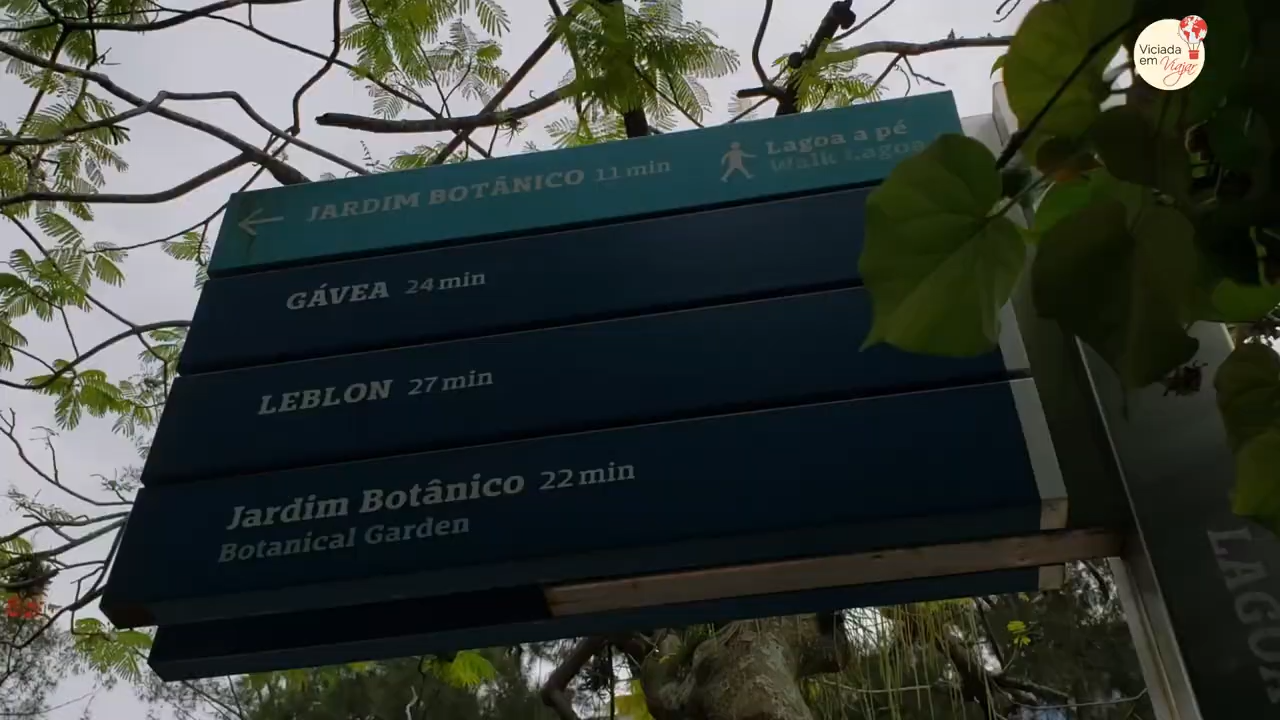 Viciada
em Viajar
JARDIM BOTÂNICO 11 min
Lagoa a pé
Walk Lagoa
GÁVEA 24 min
LEBLON 27 min
Jardim Botânico 22 min
Botanical Garden
LAGOA